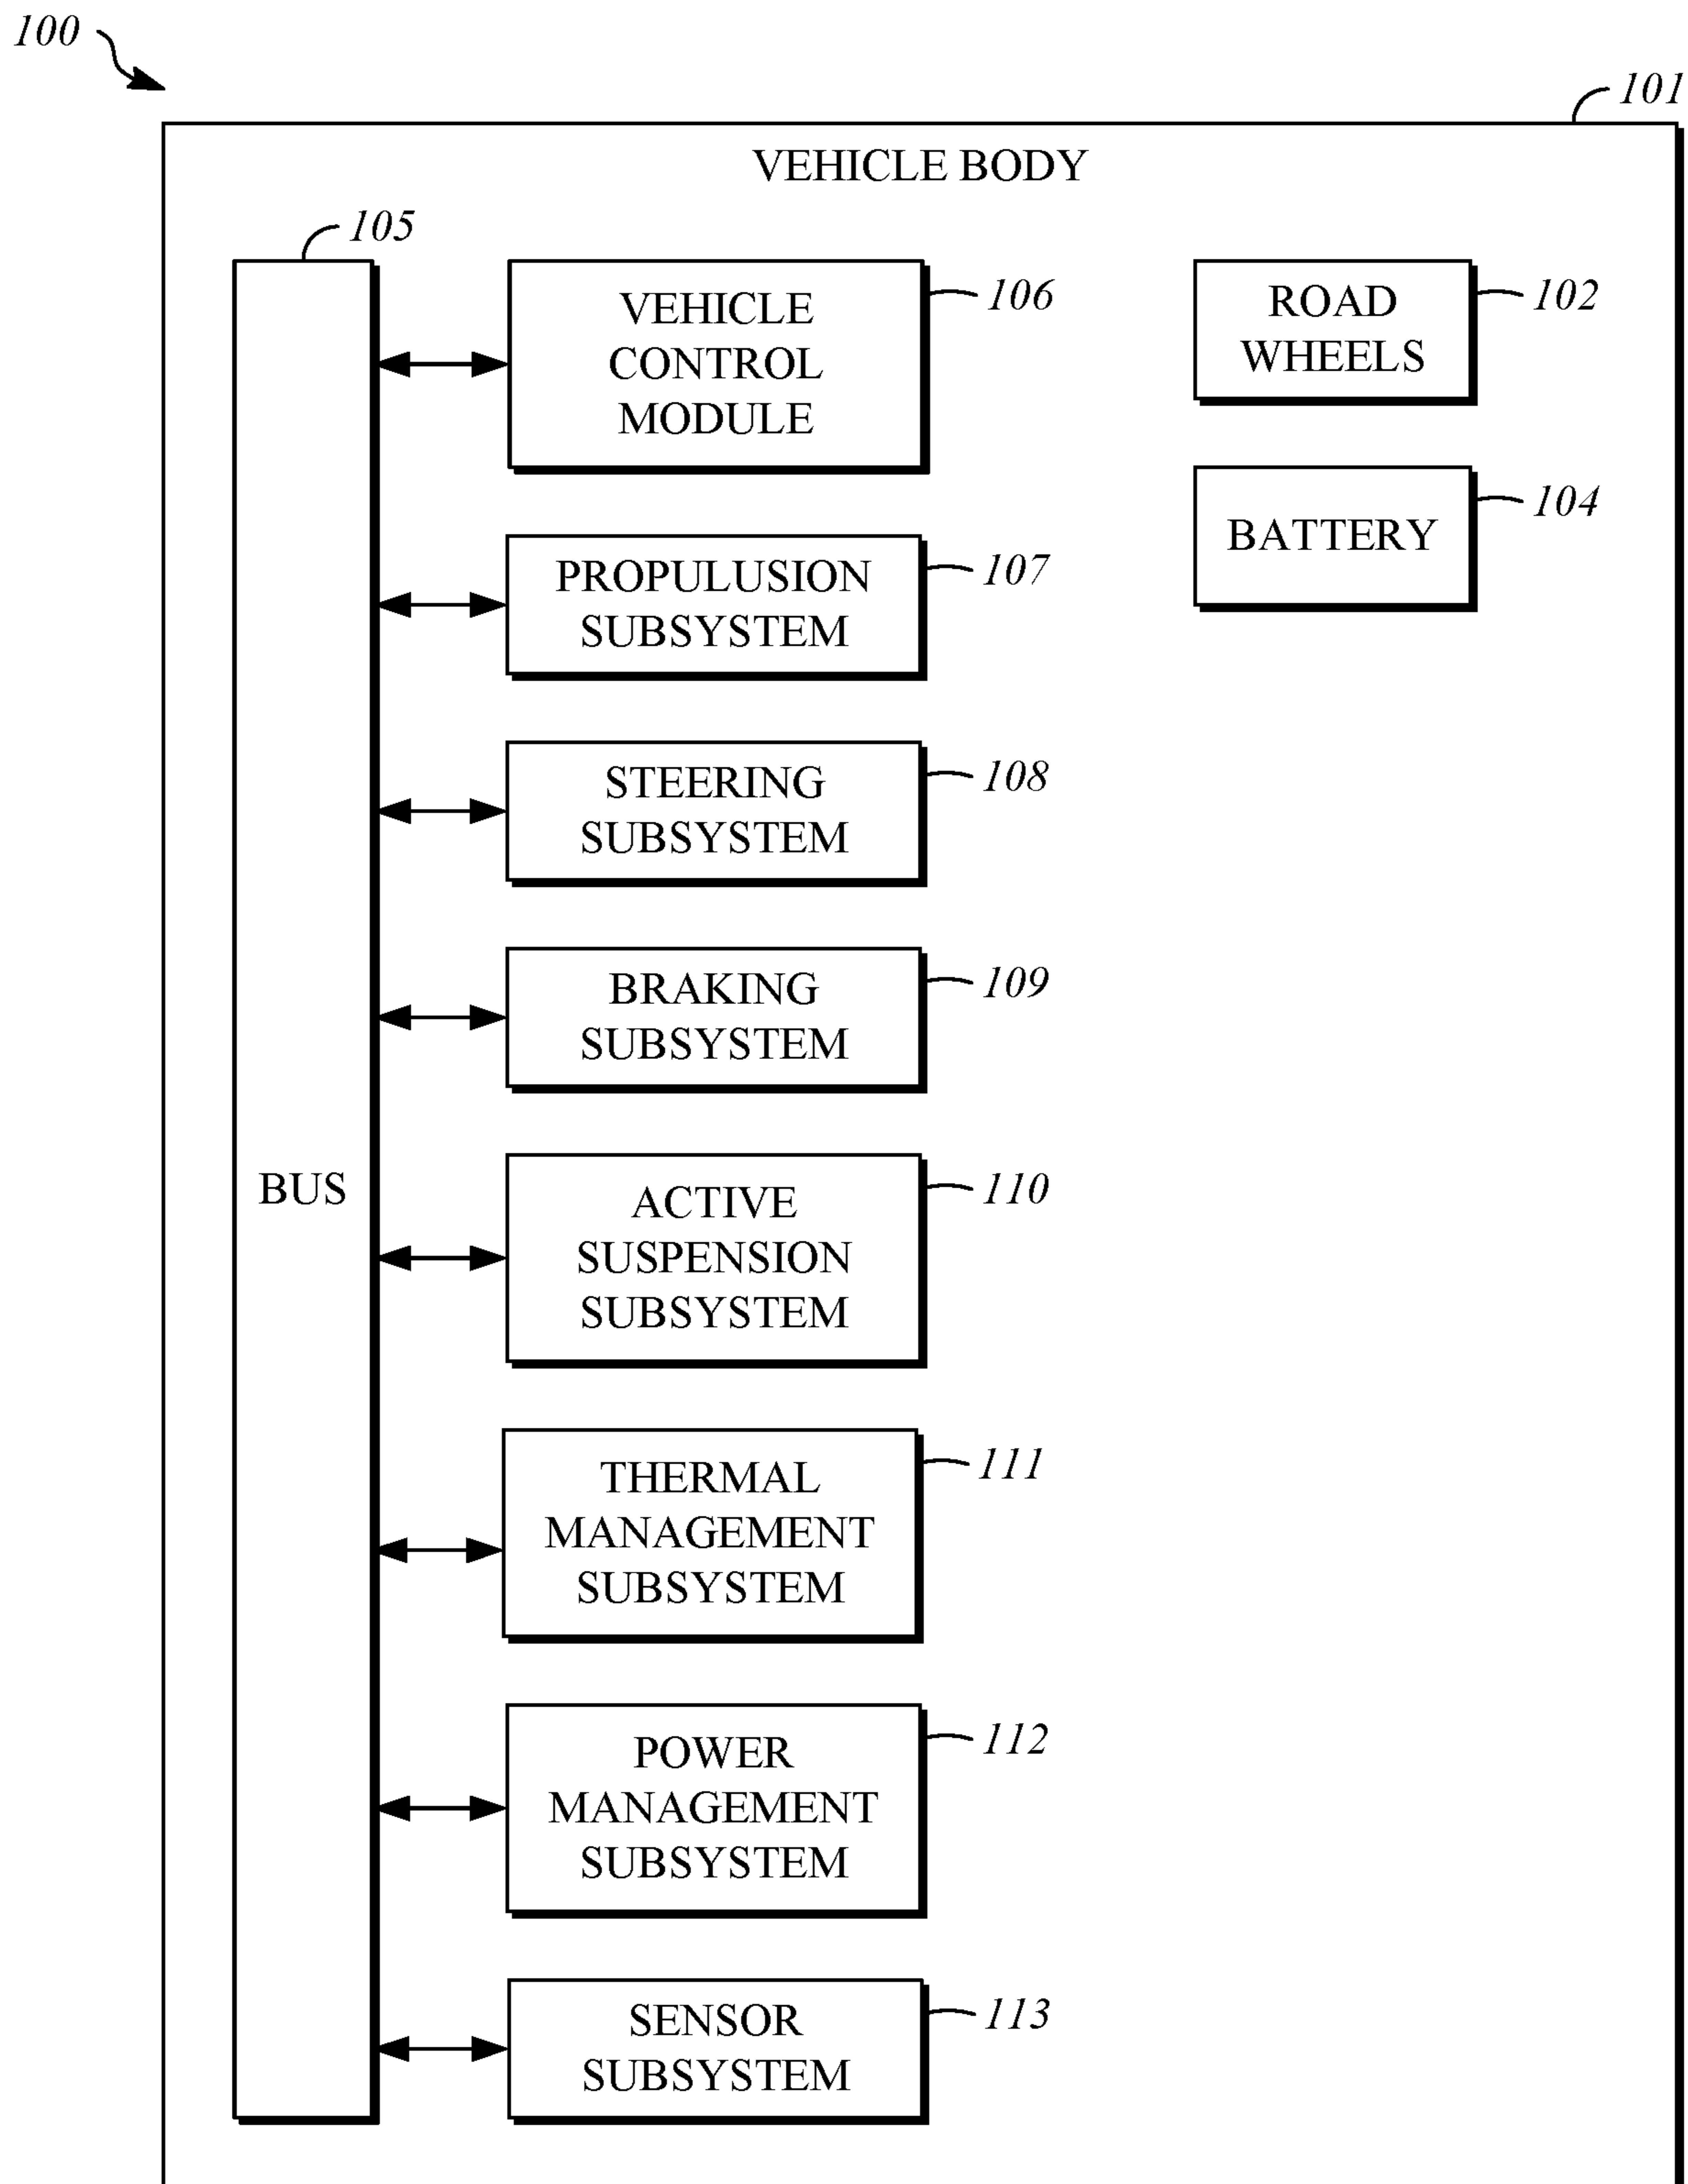 100
101
VEHICLE BODY
105
VEHICLE
CONTROL
MODULE
106
ROAD
WHEELS
102
BATTERY
104
PROPULUSION
SUBSYSTEM
107
STEERING
SUBSYSTEM
108
BRAKING
SUBSYSTEM
109
BUS
ACTIVE
SUSPENSION
SUBSYSTEM
110
THERMAL
MANAGEMENT
SUBSYSTEM
111
POWER
MANAGEMENT
SUBSYSTEM
112
SENSOR
SUBSYSTEM
113